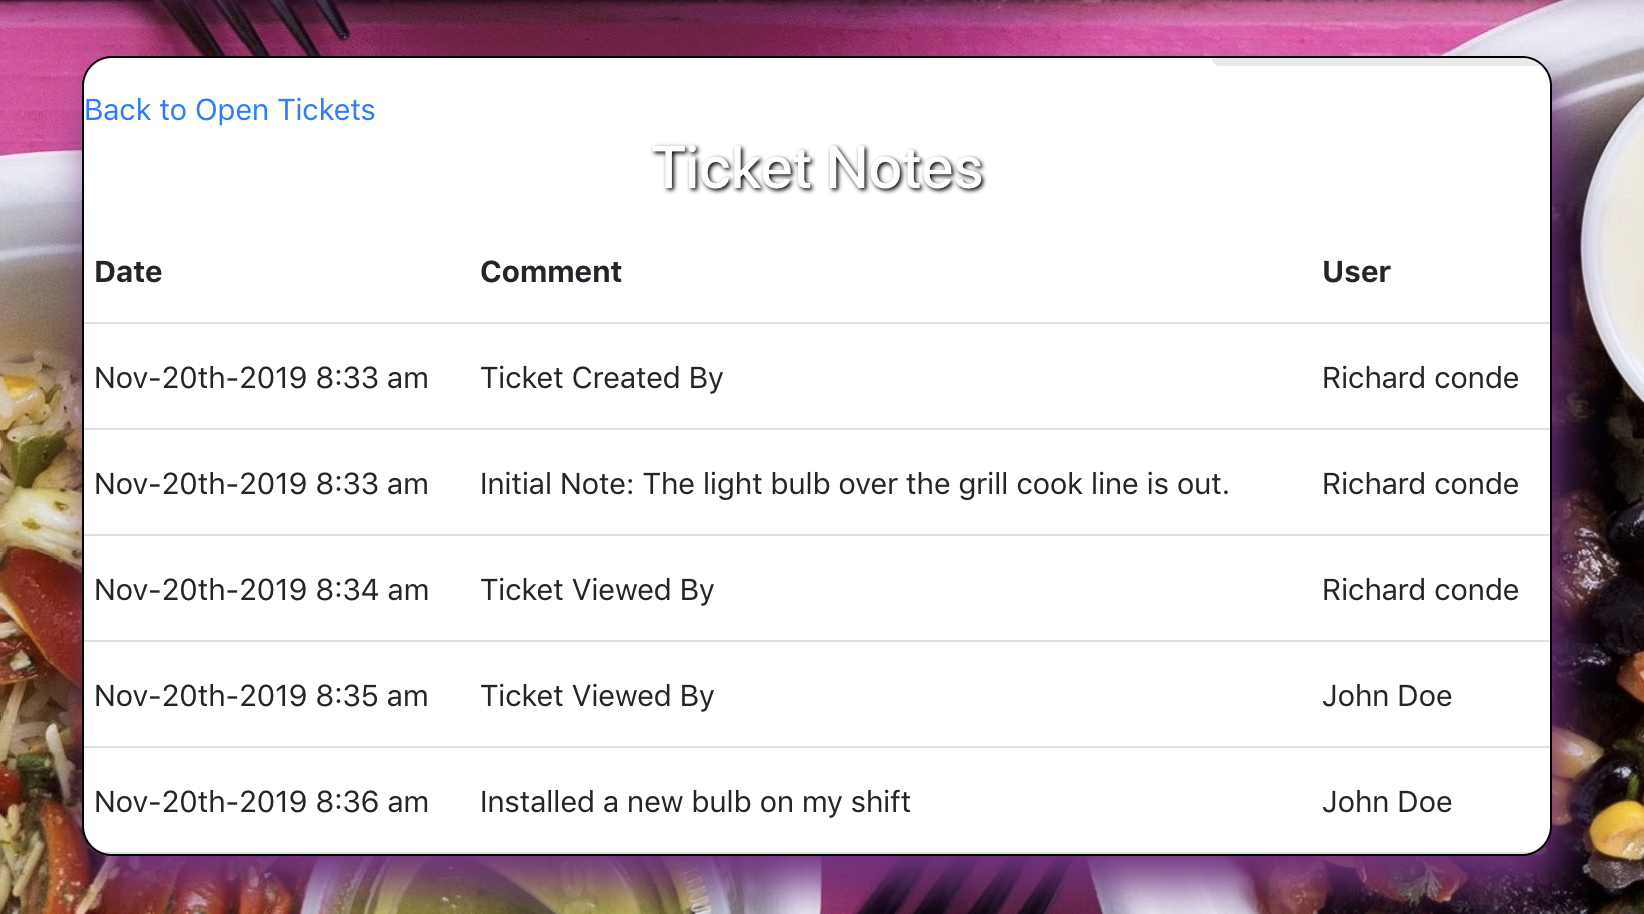 Back to Open Tickets
Ticket Notes
Date Comment User
Nov-20th-2019 8:33 am Ticket Created By Richard conde
Nov-20th-2019 8:33 am Initial Note: The light bulb over the grill cook line is out. Richard conde
Nov-20th-2019 8:34 am Ticket Viewed By Richard conde
Nov-20th-2019 8:35 am Ticket Viewed By John Doe
Nov-20th-2019 8:36 am Installed a new bulb on my shift John Doe